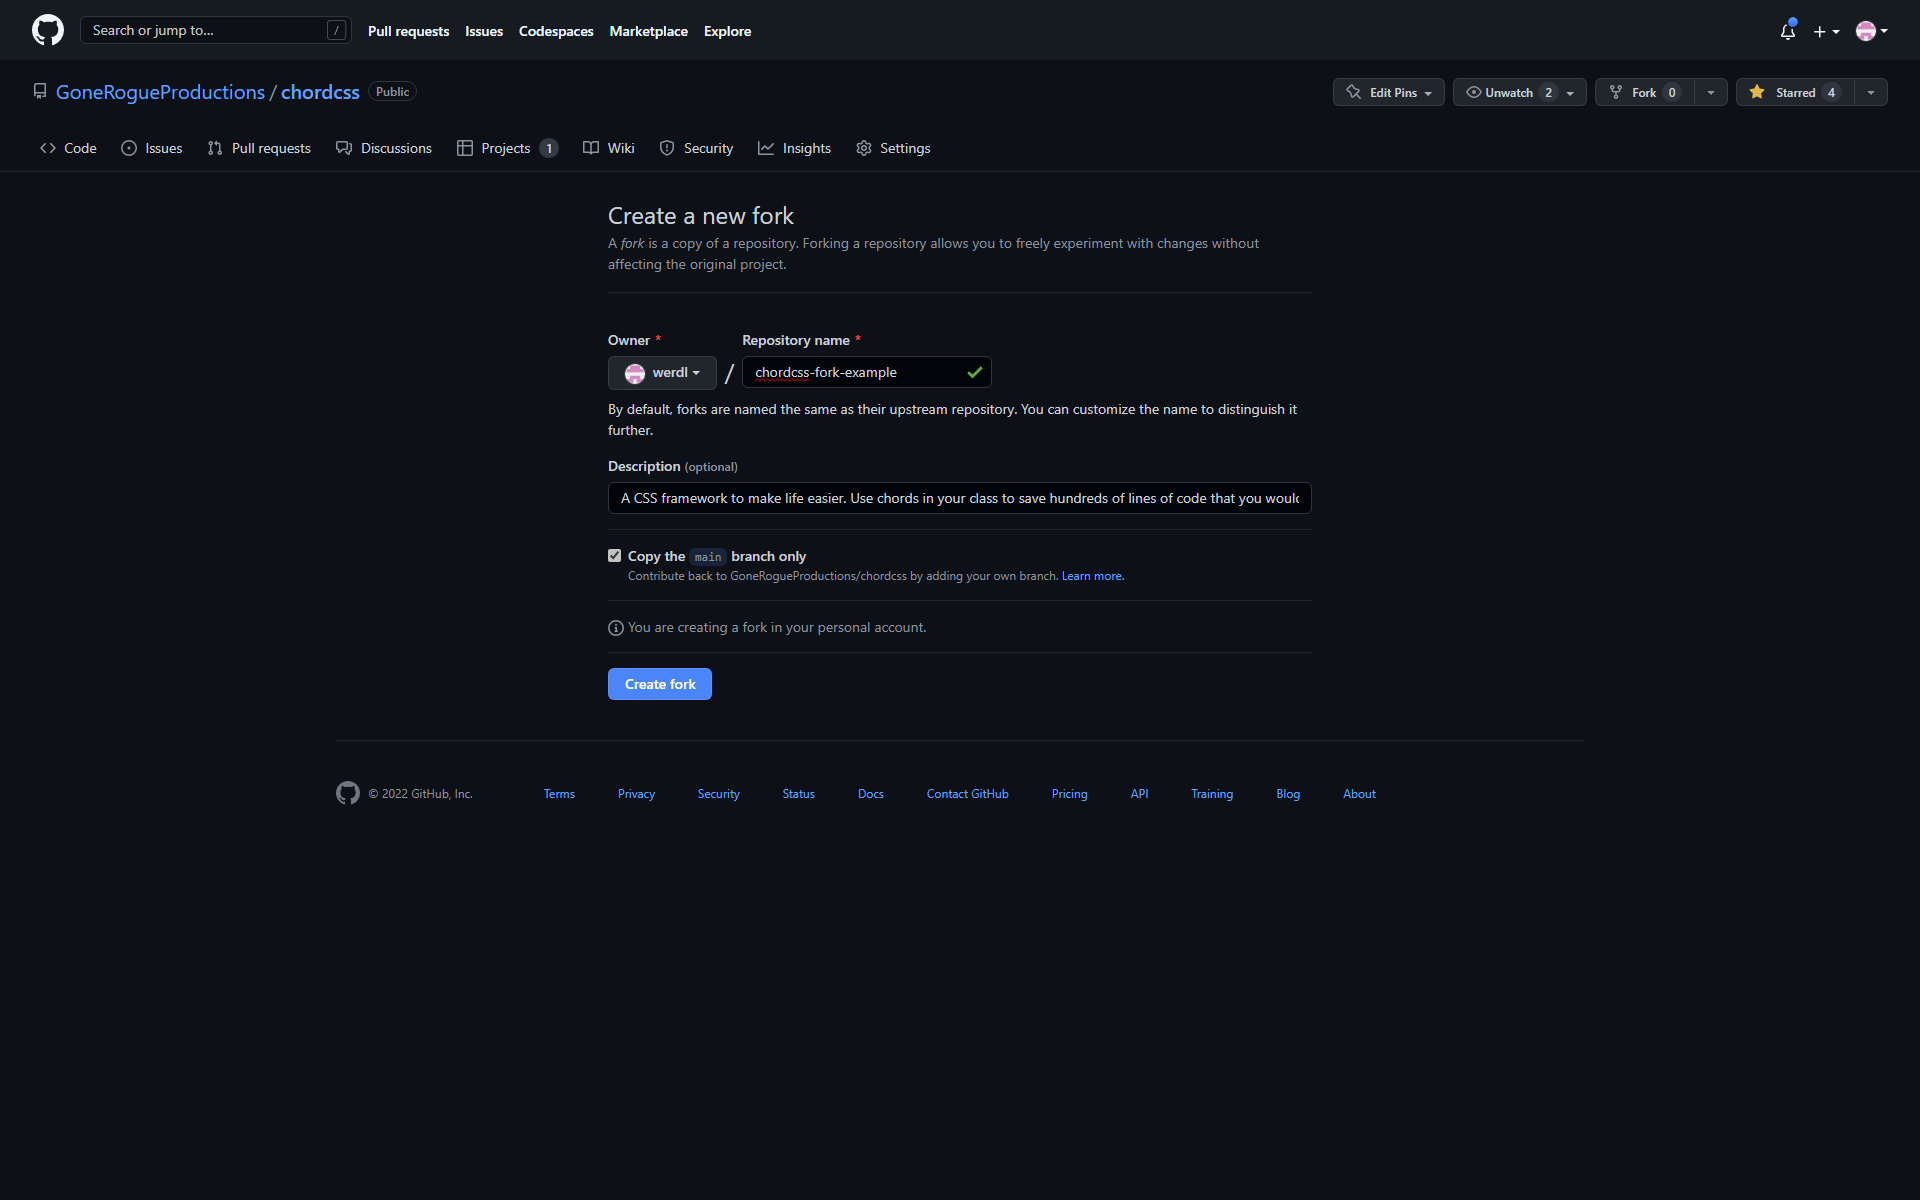 Search or jump to... /
Pull requests Issues Codespaces Marketplace Explore
GoneRogueProductions / chordcss Public
Edit Pins Unwatch 2 Fork 0 Starred 4
Code Issues Pull requests Discussions Projects 1 Wiki Security Insights Settings
Create a new fork
A fork is a copy of a repository. Forking a repository allows you to freely experiment with changes without
affecting the original project.
Owner * Repository name *
werdl / chordcss-fork-example
By default, forks are named the same as their upstream repository. You can customize the name to distinguish it
further.
Description (optional)
A CSS framework to make life easier. Use chords in your class to save hundreds of lines of code that you would
Copy the main branch only
Contribute back to GoneRogueProductions/chordcss by adding your own branch. Learn more.
You are creating a fork in your personal account.
Create fork
© 2022 GitHub, Inc. Terms Privacy Security Status Docs Contact GitHub Pricing API Training Blog About